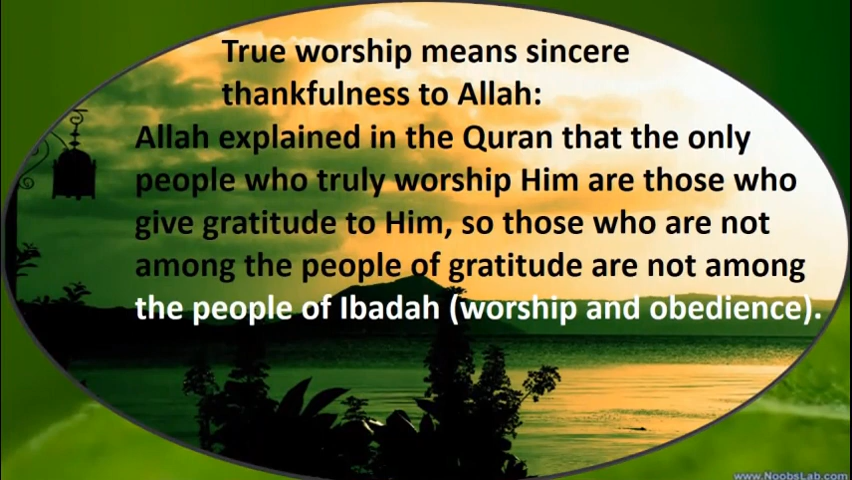 True worship means sincere
thankfulness to Allah:
Allah explained in the Quran that the only
people who truly worship Him are those who
give gratitude to Him, so those who are not
among the people of gratitude are not among
the people of Ibadah (worship and obedience).
www.NoobsLab.com